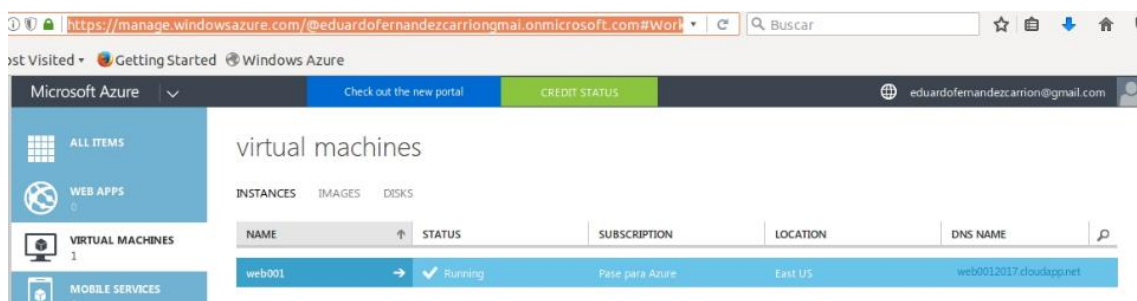 https://manage.windowsazure.com/@eduardofernandezcarriongmai.onmicrosoft.com#Work
Buscar
ost Visited
Getting Started
Windows Azure
Microsoft Azure
Check out the new portal
CREDIT STATUS
eduardofernandezcarrion@gmail.com
ALL ITEMS
virtual machines
WEB APPS
0
INSTANCES IMAGES DISKS
VIRTUAL MACHINES
1
NAME STATUS SUBSCRIPTION LOCATION DNS NAME
web001 Running Pase para Azure East US web0012017.cloudapp.net
MOBILE SERVICES